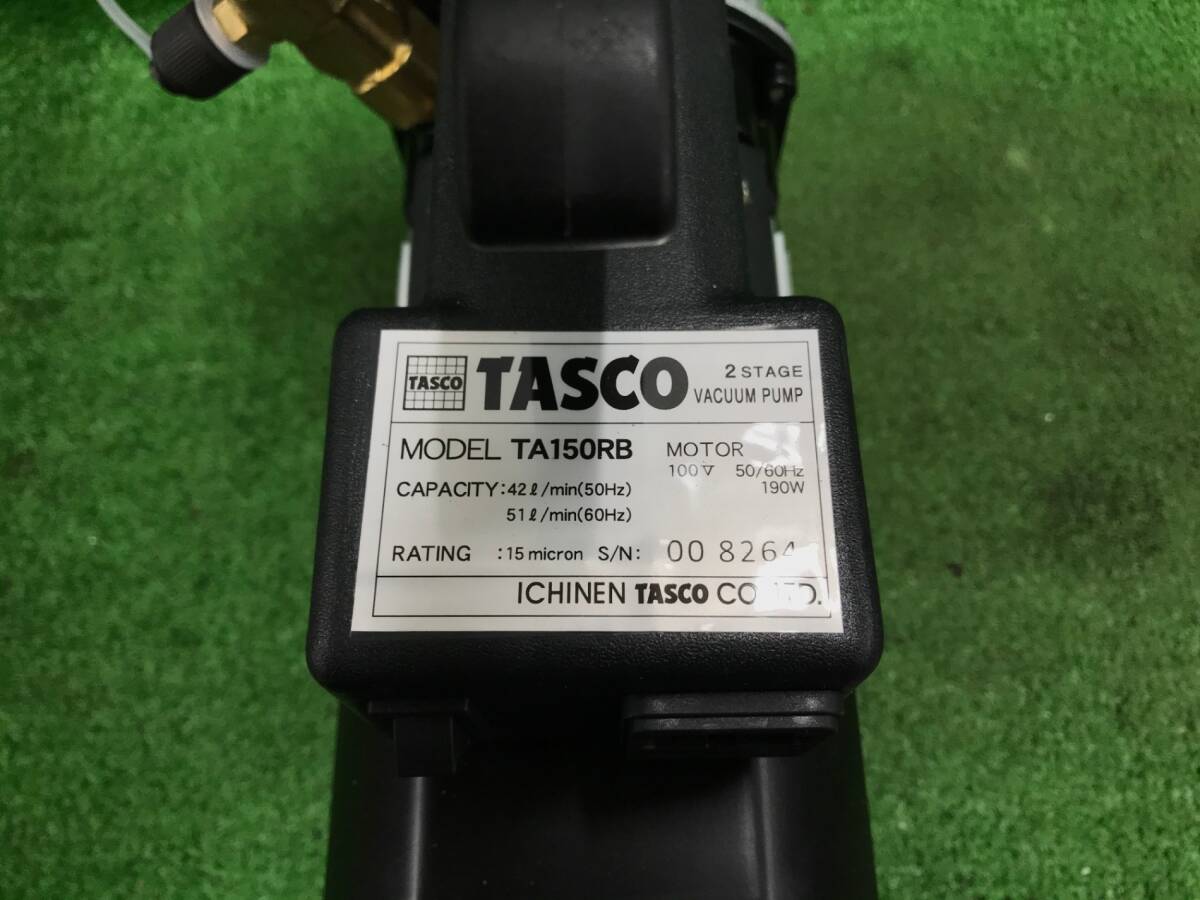 TASCO TASCO 2 STAGE
VACUUM PUMP
MODEL TA150RB MOTOR
100V 50/60Hz
CAPACITY:42ℓ/min(50Hz) 190W
51ℓ/min(60Hz)
RATING :15 micron S/N: 00 8264
ICHINEN TASCO CO., LTD.